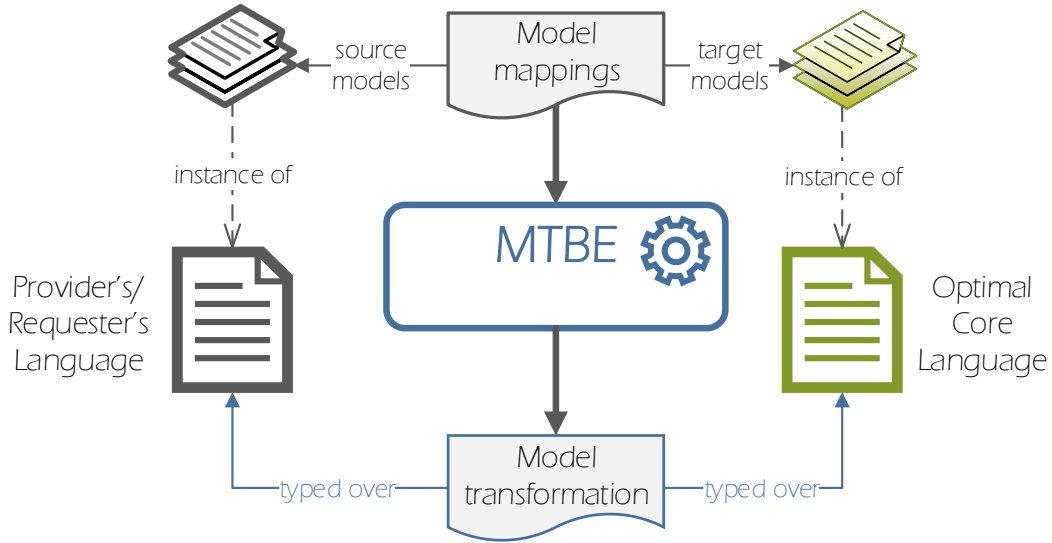 source
models
Model
mappings
target
models
instance of
instance of
MTBE
Provider's/
Requester's
Language
Optimal
Core
Language
Model
transformation
typed over
typed over